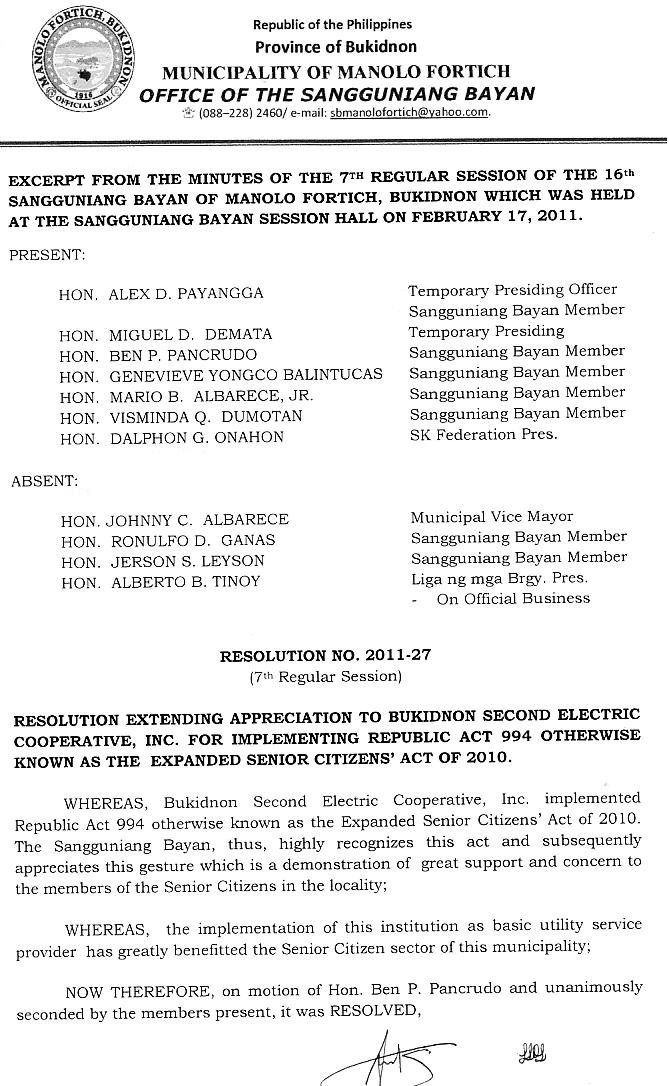 MANOLO FORTICH, BUKIDNON
1916
OFFICIAL SEAL
Republic of the Philippines
Province of Bukidnon
MUNICIPALITY OF MANOLO FORTICH
OFFICE OF THE SANGGUNIANG BAYAN
☏ (088–228) 2460/ e-mail: sbmanolofortich@yahoo.com.
EXCERPT FROM THE MINUTES OF THE 7TH REGULAR SESSION OF THE 16th
SANGGUNIANG BAYAN OF MANOLO FORTICH, BUKIDNON WHICH WAS HELD
AT THE SANGGUNIANG BAYAN SESSION HALL ON FEBRUARY 17, 2011.
PRESENT:
HON. ALEX D. PAYANGGA Temporary Presiding Officer
Sangguniang Bayan Member
HON. MIGUEL D. DEMATA Temporary Presiding
HON. BEN P. PANCRUDO Sangguniang Bayan Member
HON. GENEVIEVE YONGCO BALINTUCAS Sangguniang Bayan Member
HON. MARIO B. ALBARECE, JR. Sangguniang Bayan Member
HON. VISMINDA Q. DUMOTAN Sangguniang Bayan Member
HON. DALPHON G. ONAHON SK Federation Pres.
ABSENT:
HON. JOHNNY C. ALBARECE Municipal Vice Mayor
HON. RONULFO D. GANAS Sangguniang Bayan Member
HON. JERSON S. LEYSON Sangguniang Bayan Member
HON. ALBERTO B. TINOY Liga ng mga Brgy. Pres.
- On Official Business
RESOLUTION NO. 2011-27
(7th Regular Session)
RESOLUTION EXTENDING APPRECIATION TO BUKIDNON SECOND ELECTRIC
COOPERATIVE, INC. FOR IMPLEMENTING REPUBLIC ACT 994 OTHERWISE
KNOWN AS THE EXPANDED SENIOR CITIZENS' ACT OF 2010.
WHEREAS, Bukidnon Second Electric Cooperative, Inc. implemented
Republic Act 994 otherwise known as the Expanded Senior Citizens' Act of 2010.
The Sangguniang Bayan, thus, highly recognizes this act and subsequently
appreciates this gesture which is a demonstration of great support and concern to
the members of the Senior Citizens in the locality;
WHEREAS, the implementation of this institution as basic utility service
provider has greatly benefitted the Senior Citizen sector of this municipality;
NOW THEREFORE, on motion of Hon. Ben P. Pancrudo and unanimously
seconded by the members present, it was RESOLVED,